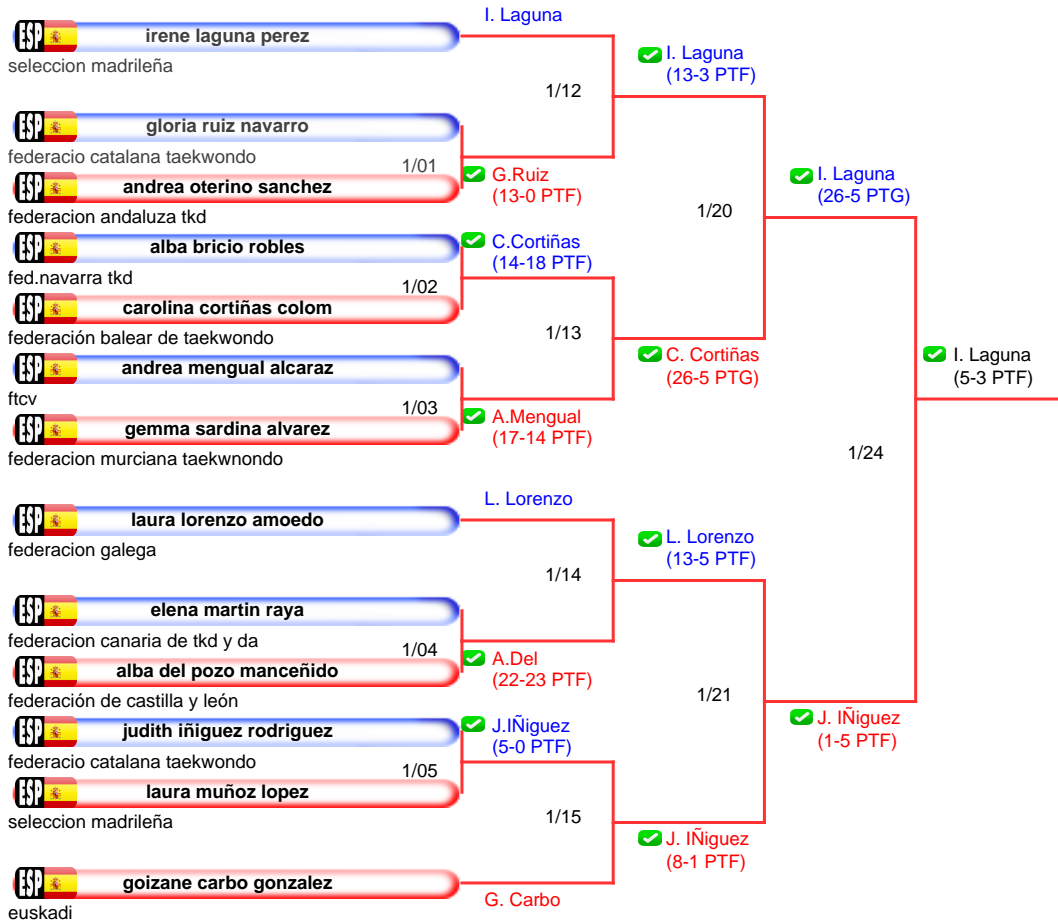 I. Laguna
ESP irene laguna perez
seleccion madrileña
I. Laguna
(13-3 PTF)
1/12
ESP gloria ruiz navarro
federacio catalana taekwondo
1/01
G.Ruiz
(13-0 PTF)
ESP andrea oterino sanchez
federacion andaluza tkd
I. Laguna
(26-5 PTG)
1/20
ESP alba bricio robles
fed.navarra tkd
C.Cortiñas
(14-18 PTF)
1/02
ESP carolina cortiñas colom
federación balear de taekwondo
1/13
C. Cortiñas
(26-5 PTG)
ESP andrea mengual alcaraz
ftcv
1/03
A.Mengual
(17-14 PTF)
ESP gemma sardina alvarez
federacion murciana taekwnondo
I. Laguna
(5-3 PTF)
1/24
L. Lorenzo
ESP laura lorenzo amoedo
federacion galega
L. Lorenzo
(13-5 PTF)
1/14
ESP elena martin raya
federacion canaria de tkd y da
1/04
A.Del
(22-23 PTF)
ESP alba del pozo manceñido
federación de castilla y león
1/21
J. IÑiguez
(1-5 PTF)
ESP judith iñiguez rodriguez
federacio catalana taekwondo
J.IÑiguez
(5-0 PTF)
1/05
ESP laura muñoz lopez
seleccion madrileña
1/15
J. IÑiguez
(8-1 PTF)
ESP goizane carbo gonzalez
euskadi
G. Carbo